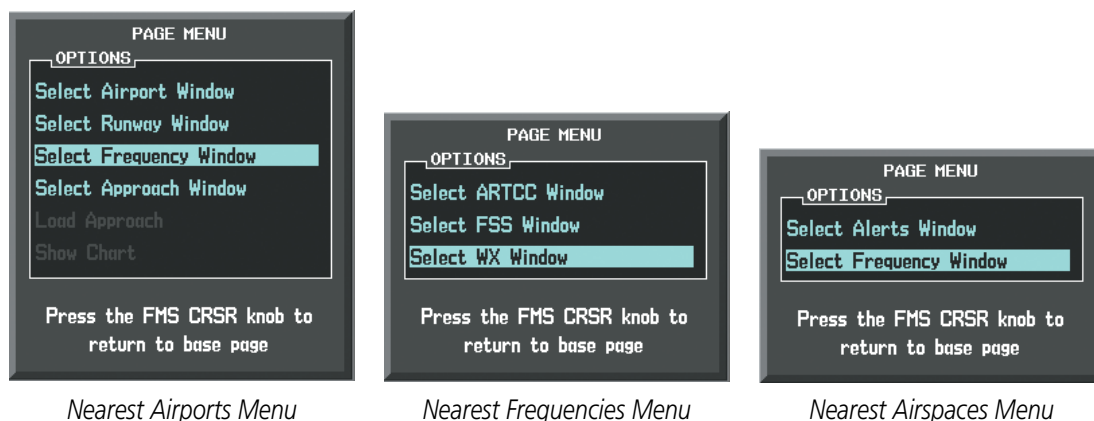 PAGE MENU
OPTIONS
Select Airport Window
Select Runway Window
Select Frequency Window
Select Approach Window
Load Approach
Show Chart
Press the FMS CRSR knob to
return to base page
Nearest Airports Menu
PAGE MENU
OPTIONS
Select ARTCC Window
Select FSS Window
Select WX Window
Press the FMS CRSR knob to
return to base page
Nearest Frequencies Menu
PAGE MENU
OPTIONS
Select Alerts Window
Select Frequency Window
Press the FMS CRSR knob to
return to base page
Nearest Airspaces Menu